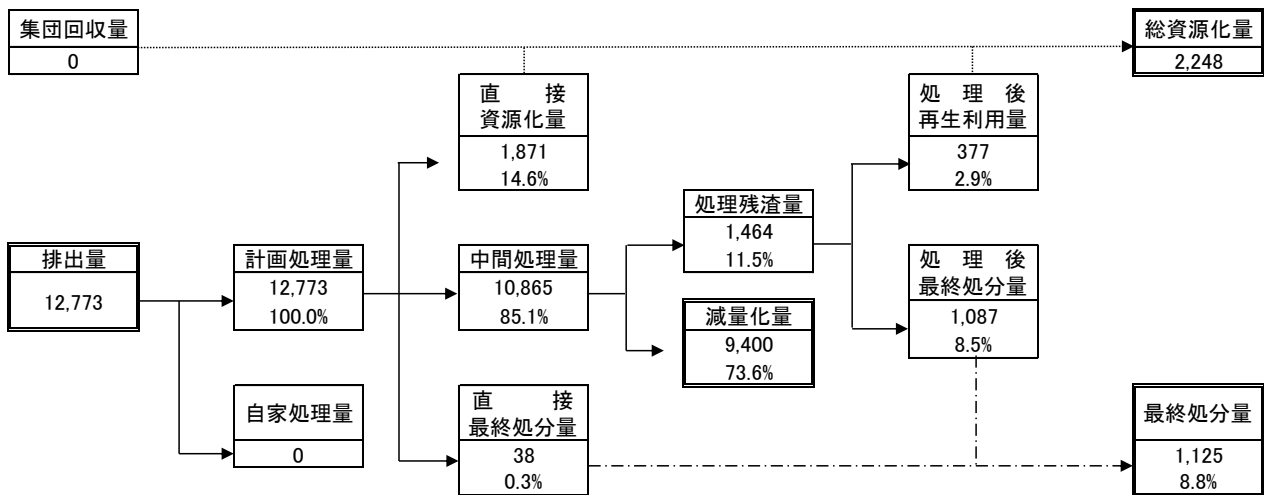 集団回収量
0
総資源化量
2,248
直　接
資源化量
1,871
14.6%
処　理　後
再生利用量
377
2.9%
処理残渣量
1,464
11.5%
排出量
12,773
計画処理量
12,773
100.0%
中間処理量
10,865
85.1%
減量化量
9,400
73.6%
処　理　後
最終処分量
1,087
8.5%
自家処理量
0
直　接
最終処分量
38
0.3%
最終処分量
1,125
8.8%